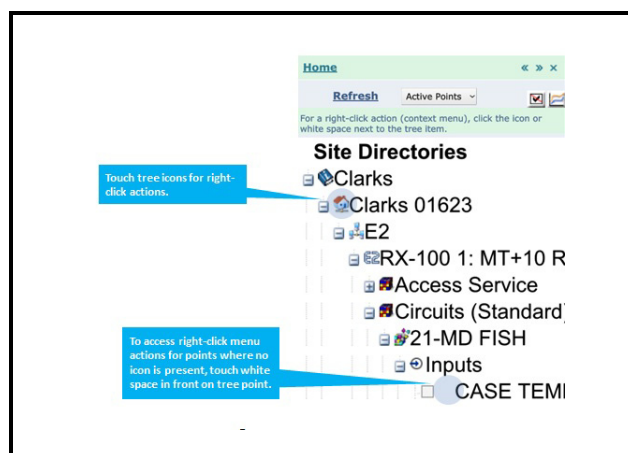 Home « » ×
Refresh Active Points
For a right-click action (context menu), click the icon or
white space next to the tree item.
Site Directories
Clarks
Touch tree icons for right-
click actions.
Clarks 01623
E2
E2 RX-100 1: MT+10 R
Access Service
Circuits (Standard)
21-MD FISH
To access right-click menu
actions for points where no
icon is present, touch white
space in front on tree point.
Inputs
CASE TEM